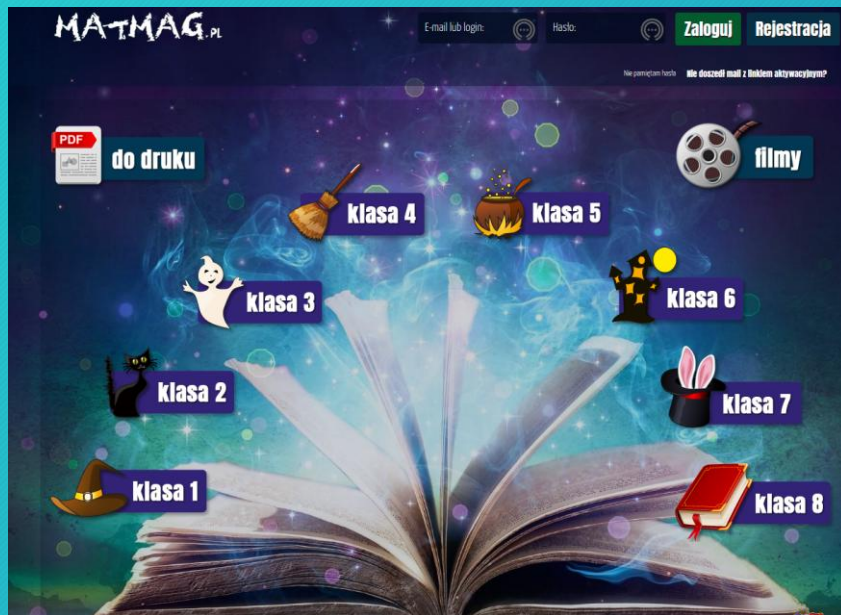 MATMAG.PL
E-mail lub login:
Hasło:
Zaloguj
Rejestracja
Nie pamiętam hasła
Nie doszedł mail z linkiem aktywacyjnym?
PDF
do druku
filmy
klasa 4
klasa 5
klasa 3
klasa 6
klasa 2
klasa 7
klasa 1
klasa 8